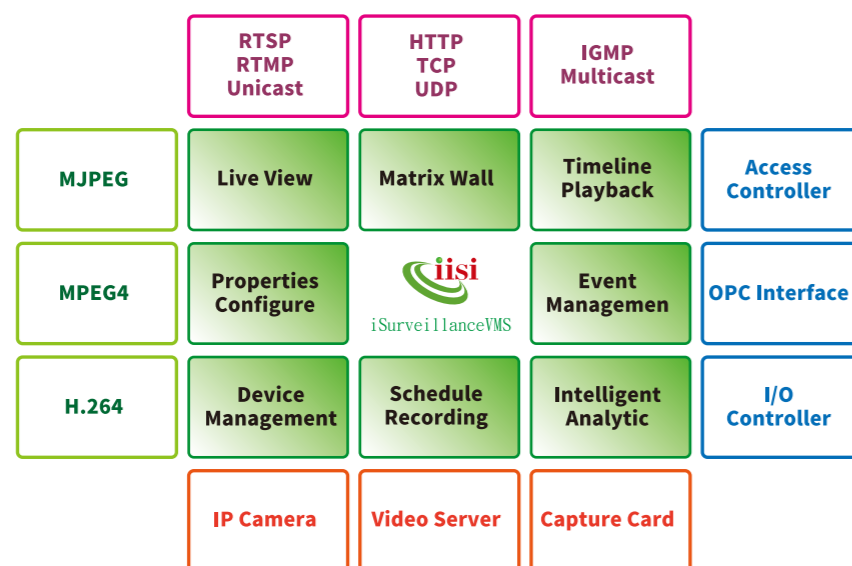 RTSP
RTMP
Unicast
HTTP
TCP
UDP
IGMP
Multicast
MJPEG
Live View
Matrix Wall
Timeline
Playback
Access
Controller
MPEG4
Properties
Configure
iisi
iSurveillanceVMS
Event
Managemen
OPC Interface
H.264
Device
Management
Schedule
Recording
Intelligent
Analytic
I/O
Controller
IP Camera
Video Server
Capture Card